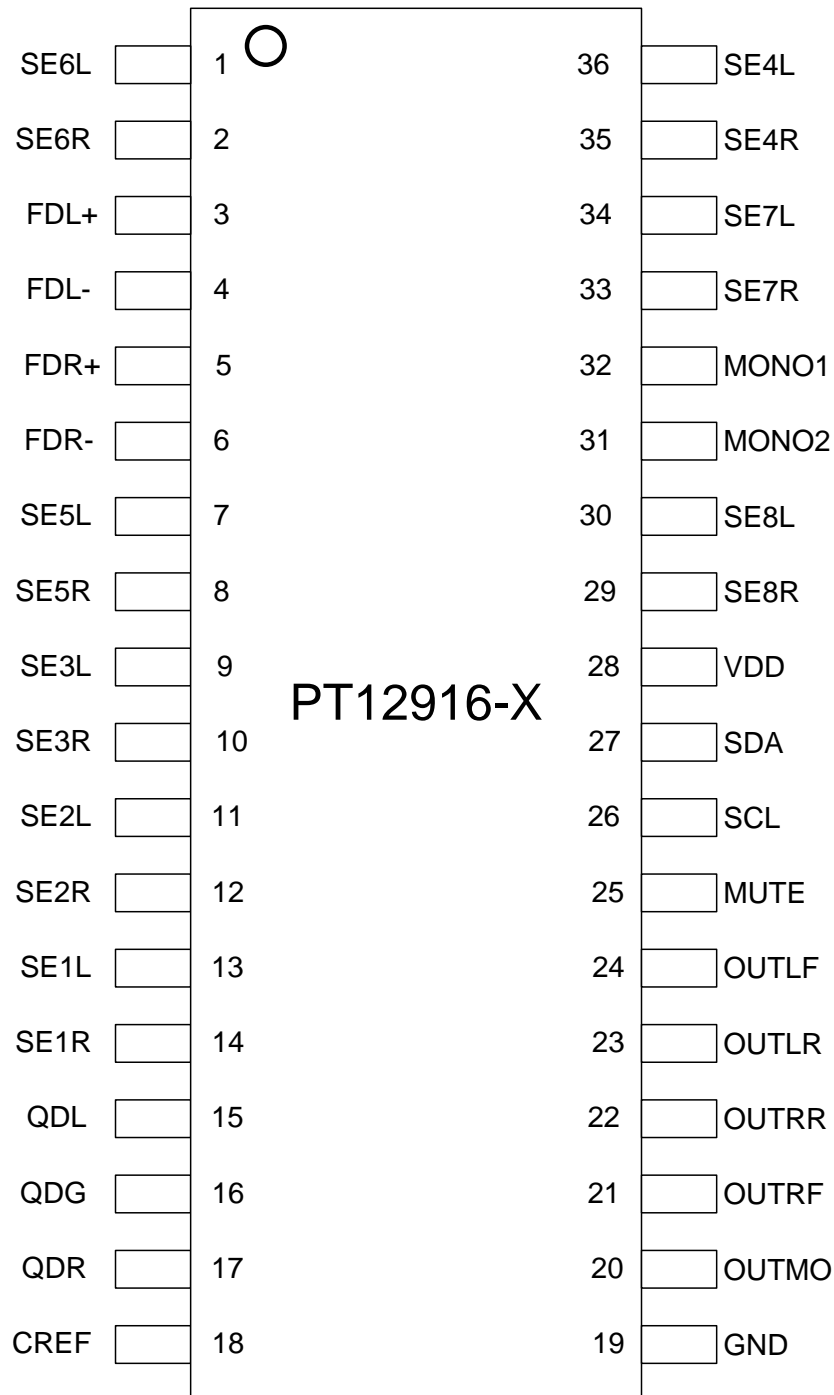 SE6L 1 36 SE4L
SE6R 2 35 SE4R
FDL+ 3 34 SE7L
FDL- 4 33 SE7R
FDR+ 5 32 MONO1
FDR- 6 31 MONO2
SE5L 7 30 SE8L
SE5R 8 29 SE8R
SE3L 9 28 VDD
PT12916-X
SE3R 10 27 SDA
SE2L 11 26 SCL
SE2R 12 25 MUTE
SE1L 13 24 OUTLF
SE1R 14 23 OUTLR
QDL 15 22 OUTRR
QDG 16 21 OUTRF
QDR 17 20 OUTMO
CREF 18 19 GND